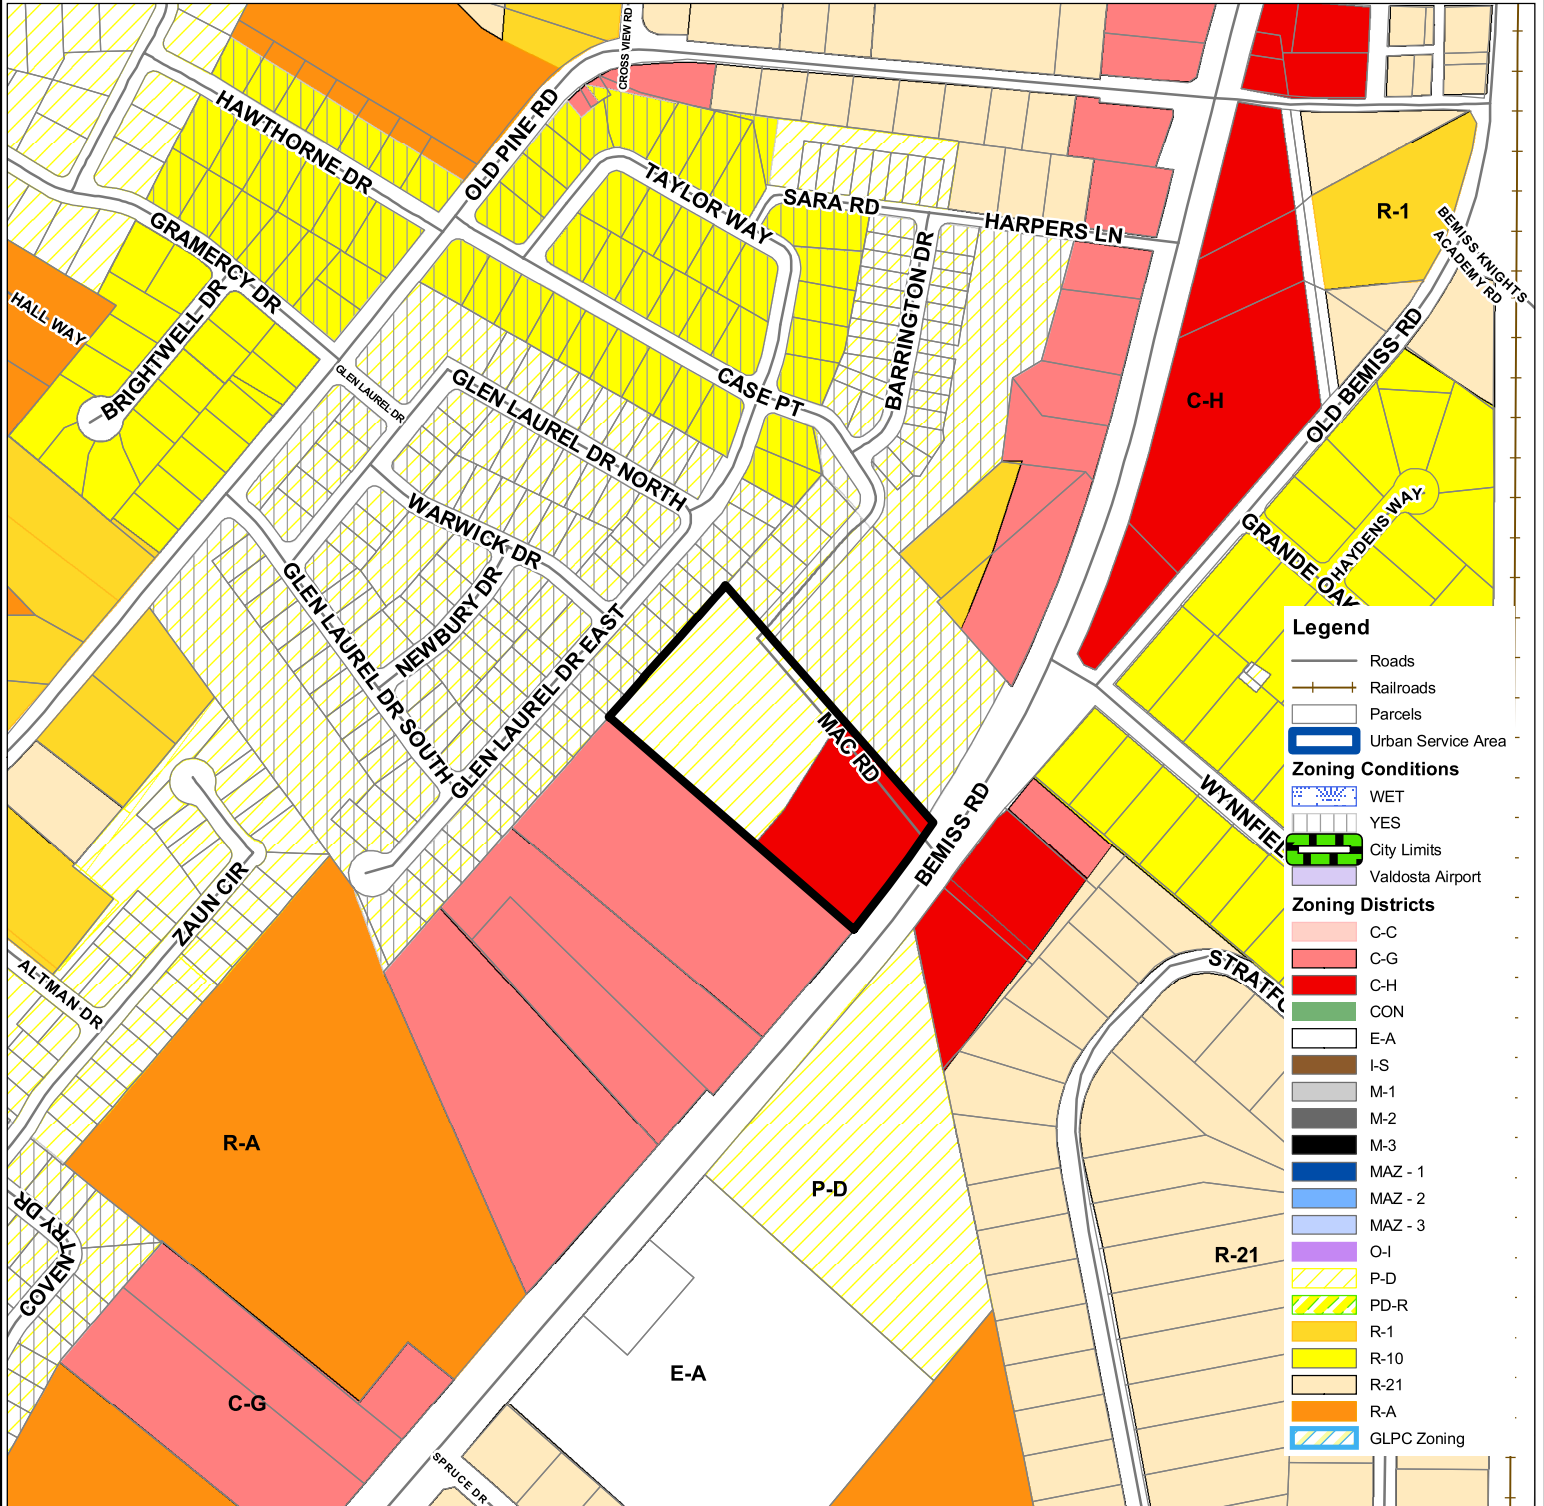 CROSS VIEW RD
HAWTHORNE DR
OLD PINE RD
TAYLOR WAY
SARA RD
HARPERS LN
R-1
BEMISS KNIGHTS
ACADEMY RD
GRAMERCY DR
BARRINGTON DR
HALL WAY
BRIGHTWELL DR
GLEN LAUREL DR
GLEN LAUREL DR NORTH
CASE PT
C-H
OLD BEMISS RD
WARWICK DR
HAYDENS WAY
GRANDE OAK
GLEN LAUREL DR SOUTH
NEWBURY DR
GLEN LAUREL DR EAST
MAC RD
BEMISS RD
WYNNFIEL
ZAUN CIR
ALTMAN DR
STRATFO
R-A
P-D
R-21
COVENTRY DR
E-A
C-G
SPRUCE DR
Legend
Roads
Railroads
Parcels
Urban Service Area
Zoning Conditions
WET
YES
City Limits
Valdosta Airport
Zoning Districts
C-C
C-G
C-H
CON
E-A
I-S
M-1
M-2
M-3
MAZ - 1
MAZ - 2
MAZ - 3
O-I
P-D
PD-R
R-1
R-10
R-21
R-A
GLPC Zoning